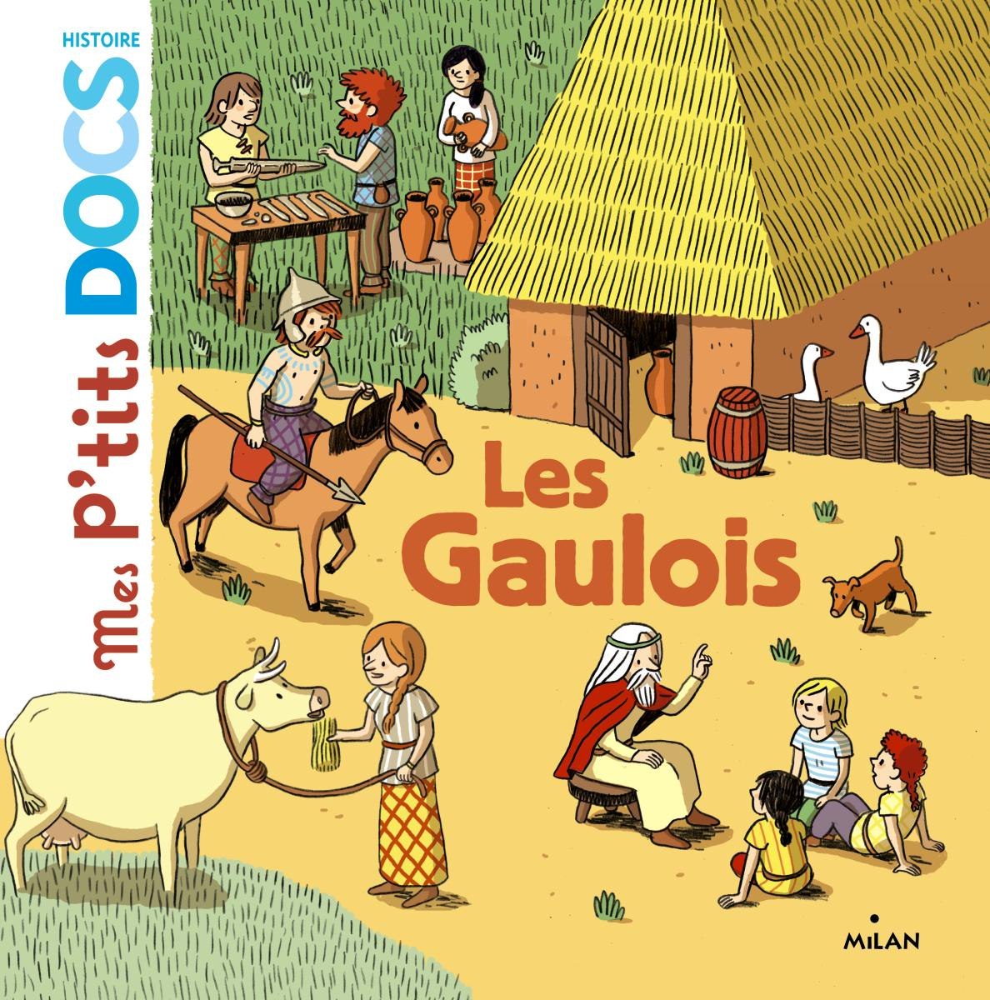 HISTOIRE
Mes p'tits DOCS
Les
Gaulois
MiLAN